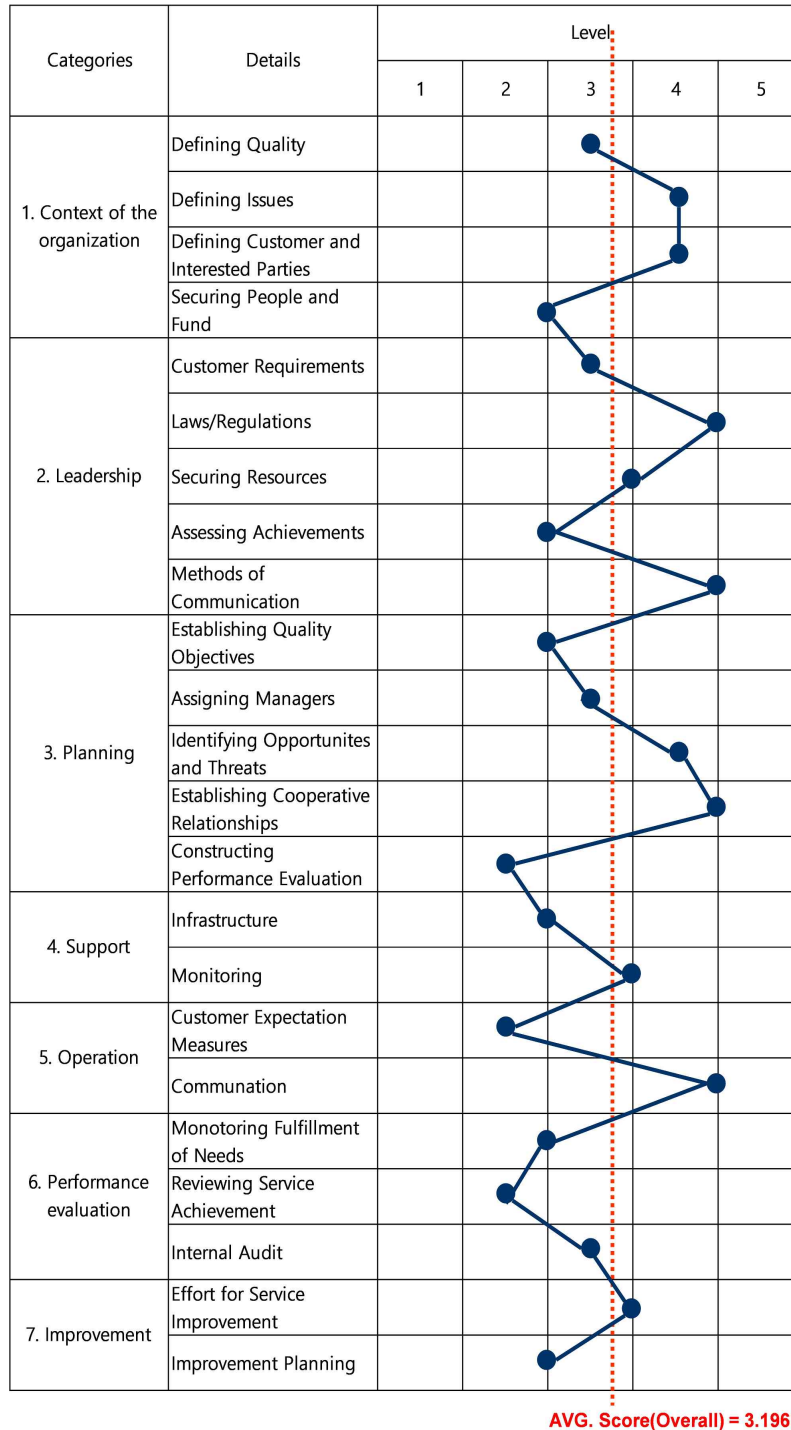 Categories
Details
Level
1
2
3
4
5
1. Context of the
organization
Defining Quality
Defining Issues
Defining Customer and
Interested Parties
Securing People and
Fund
2. Leadership
Customer Requirements
Laws/Regulations
Securing Resources
Assessing Achievements
Methods of
Communication
3. Planning
Establishing Quality
Objectives
Assigning Managers
Identifying Opportunites
and Threats
Establishing Cooperative
Relationships
Constructing
Performance Evaluation
4. Support
Infrastructure
Monitoring
5. Operation
Customer Expectation
Measures
Communation
6. Performance
evaluation
Monotoring Fulfillment
of Needs
Reviewing Service
Achievement
Internal Audit
7. Improvement
Effort for Service
Improvement
Improvement Planning
AVG. Score(Overall) = 3.196